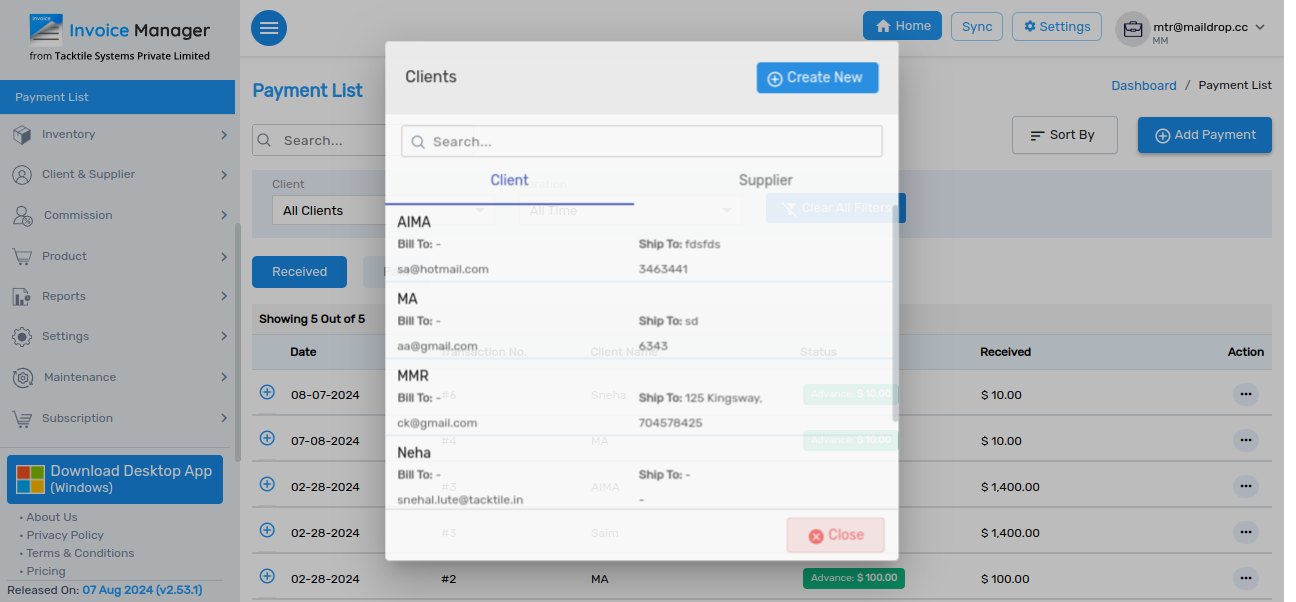 Invoice
Invoice Manager
from Tacktile Systems Private Limited
Home
Sync
Settings
mtr@maildrop.cc
MM
Payment List
Inventory
Client & Supplier
Commission
Product
Reports
Settings
Maintenance
Subscription
Download Desktop App
(Windows)
• About Us
• Privacy Policy
• Terms & Conditions
• Pricing
Released On: 07 Aug 2024 (v2.53.1)
Payment List
Dashboard / Payment List
Search...
Sort By
Add Payment
Client
All Clients
All Time
Clear All Filters
Received
Showing 5 Out of 5
Date Transaction No. Client Name Status Received Action
08-07-2024 #6 Sneha Advance: $ 10.00 $ 10.00
07-08-2024 #4 MA Advance: $ 10.00 $ 10.00
02-28-2024 #3 AIMA $ 1,400.00
02-28-2024 #3 Saim $ 1,400.00
02-28-2024 #2 MA Advance: $ 100.00 $ 100.00
Clients
Create New
Search...
Client Supplier
AIMA
Bill To: - Ship To: fdsfds
sa@hotmail.com 3463441
MA
Bill To: - Ship To: sd
aa@gmail.com 6343
MMR
Bill To: - Ship To: 125 Kingsway,
ck@gmail.com 704578425
Neha
Bill To: - Ship To: -
snehal.lute@tacktile.in -
Close